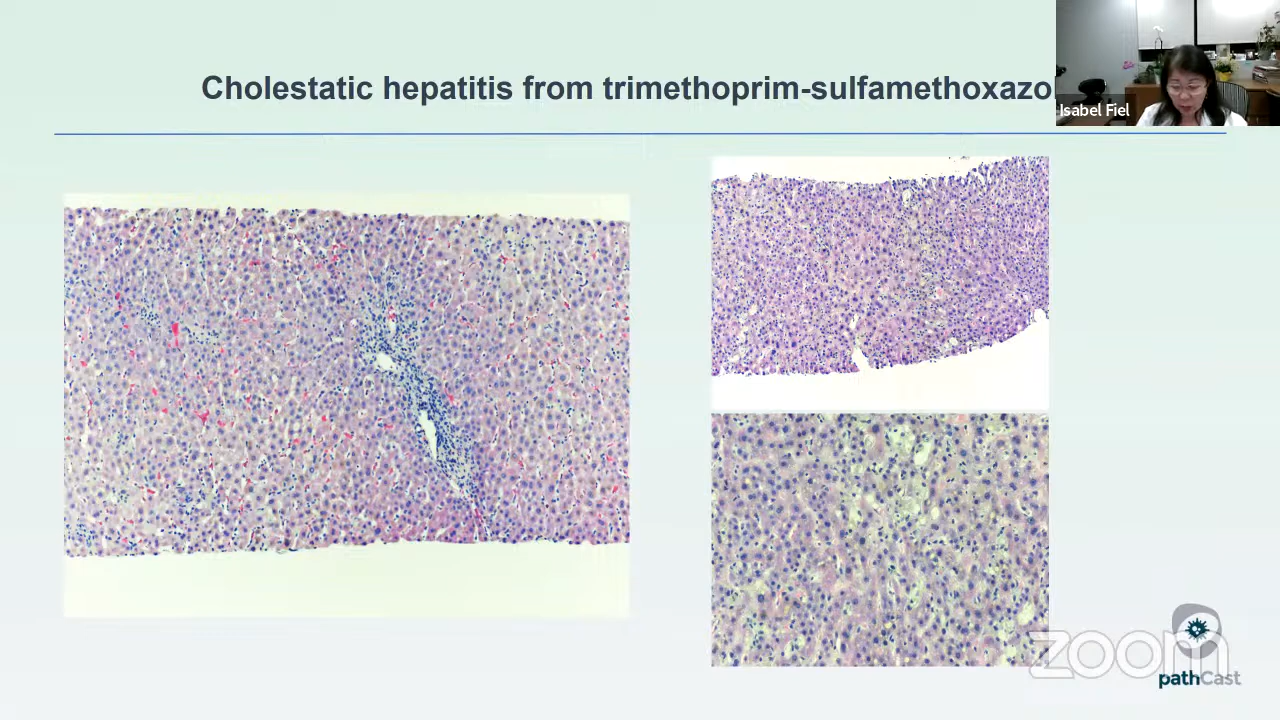 Cholestatic hepatitis from trimethoprim-sulfamethoxazo
Isabel Fiel
zoom
pathCast